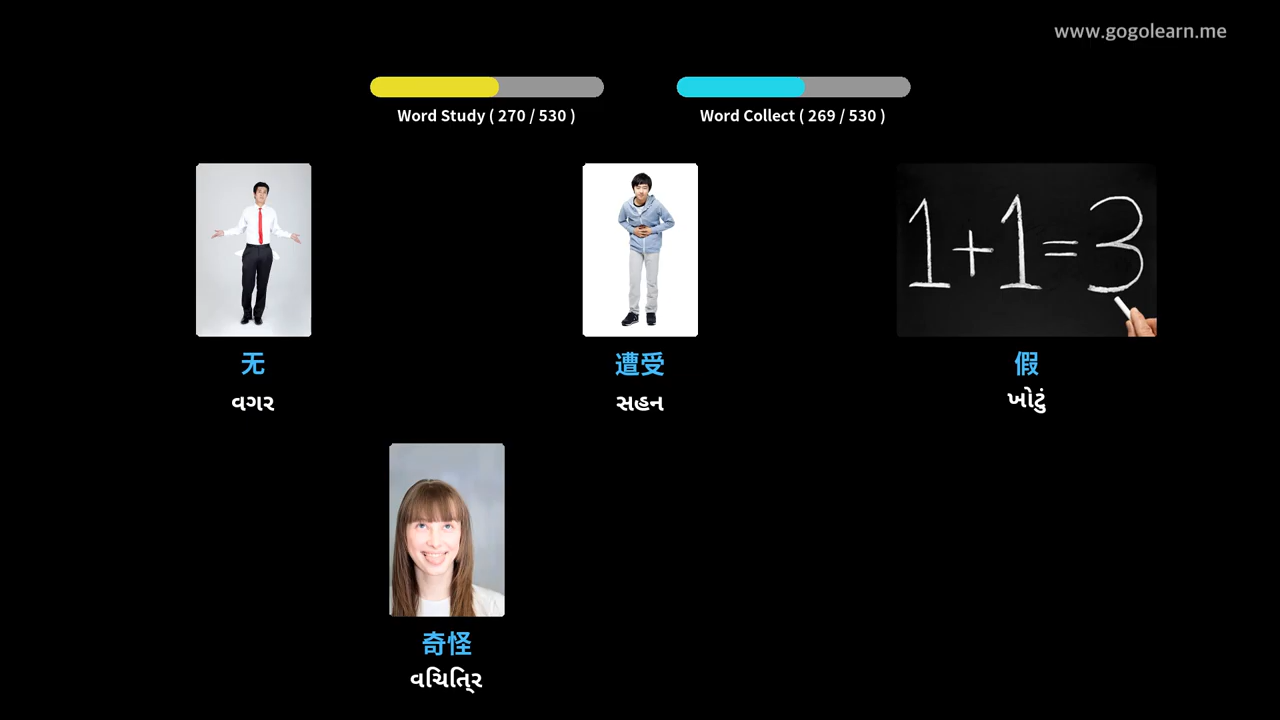 www.gogolearn.me
Word Study ( 270 / 530 )
Word Collect ( 269 / 530 )
1+1=3
无
遭受
假
વગર
સહન
ખોટું
奇怪
વિચિત્ર